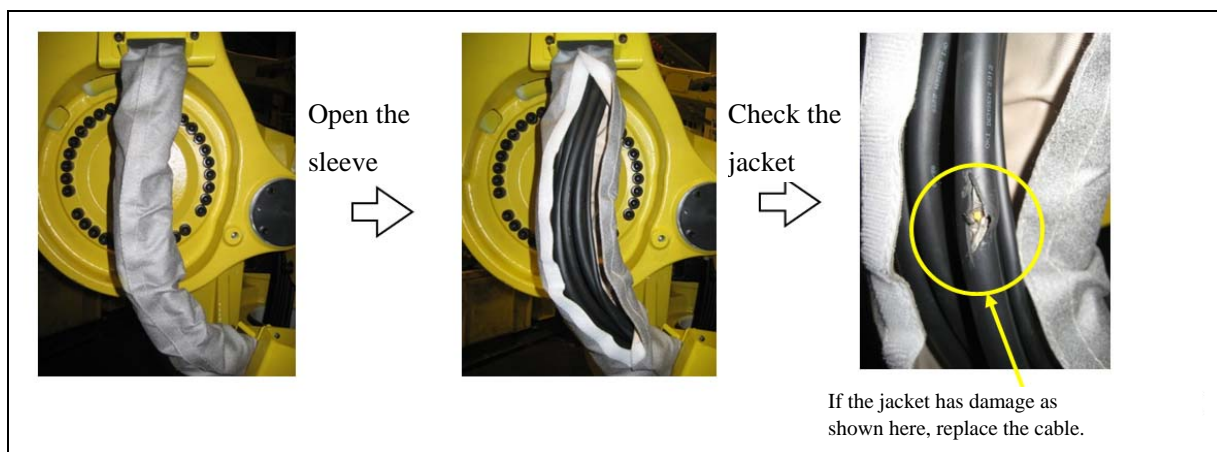 Open the
sleeve
Check the
jacket
If the jacket has damage as
shown here, replace the cable.